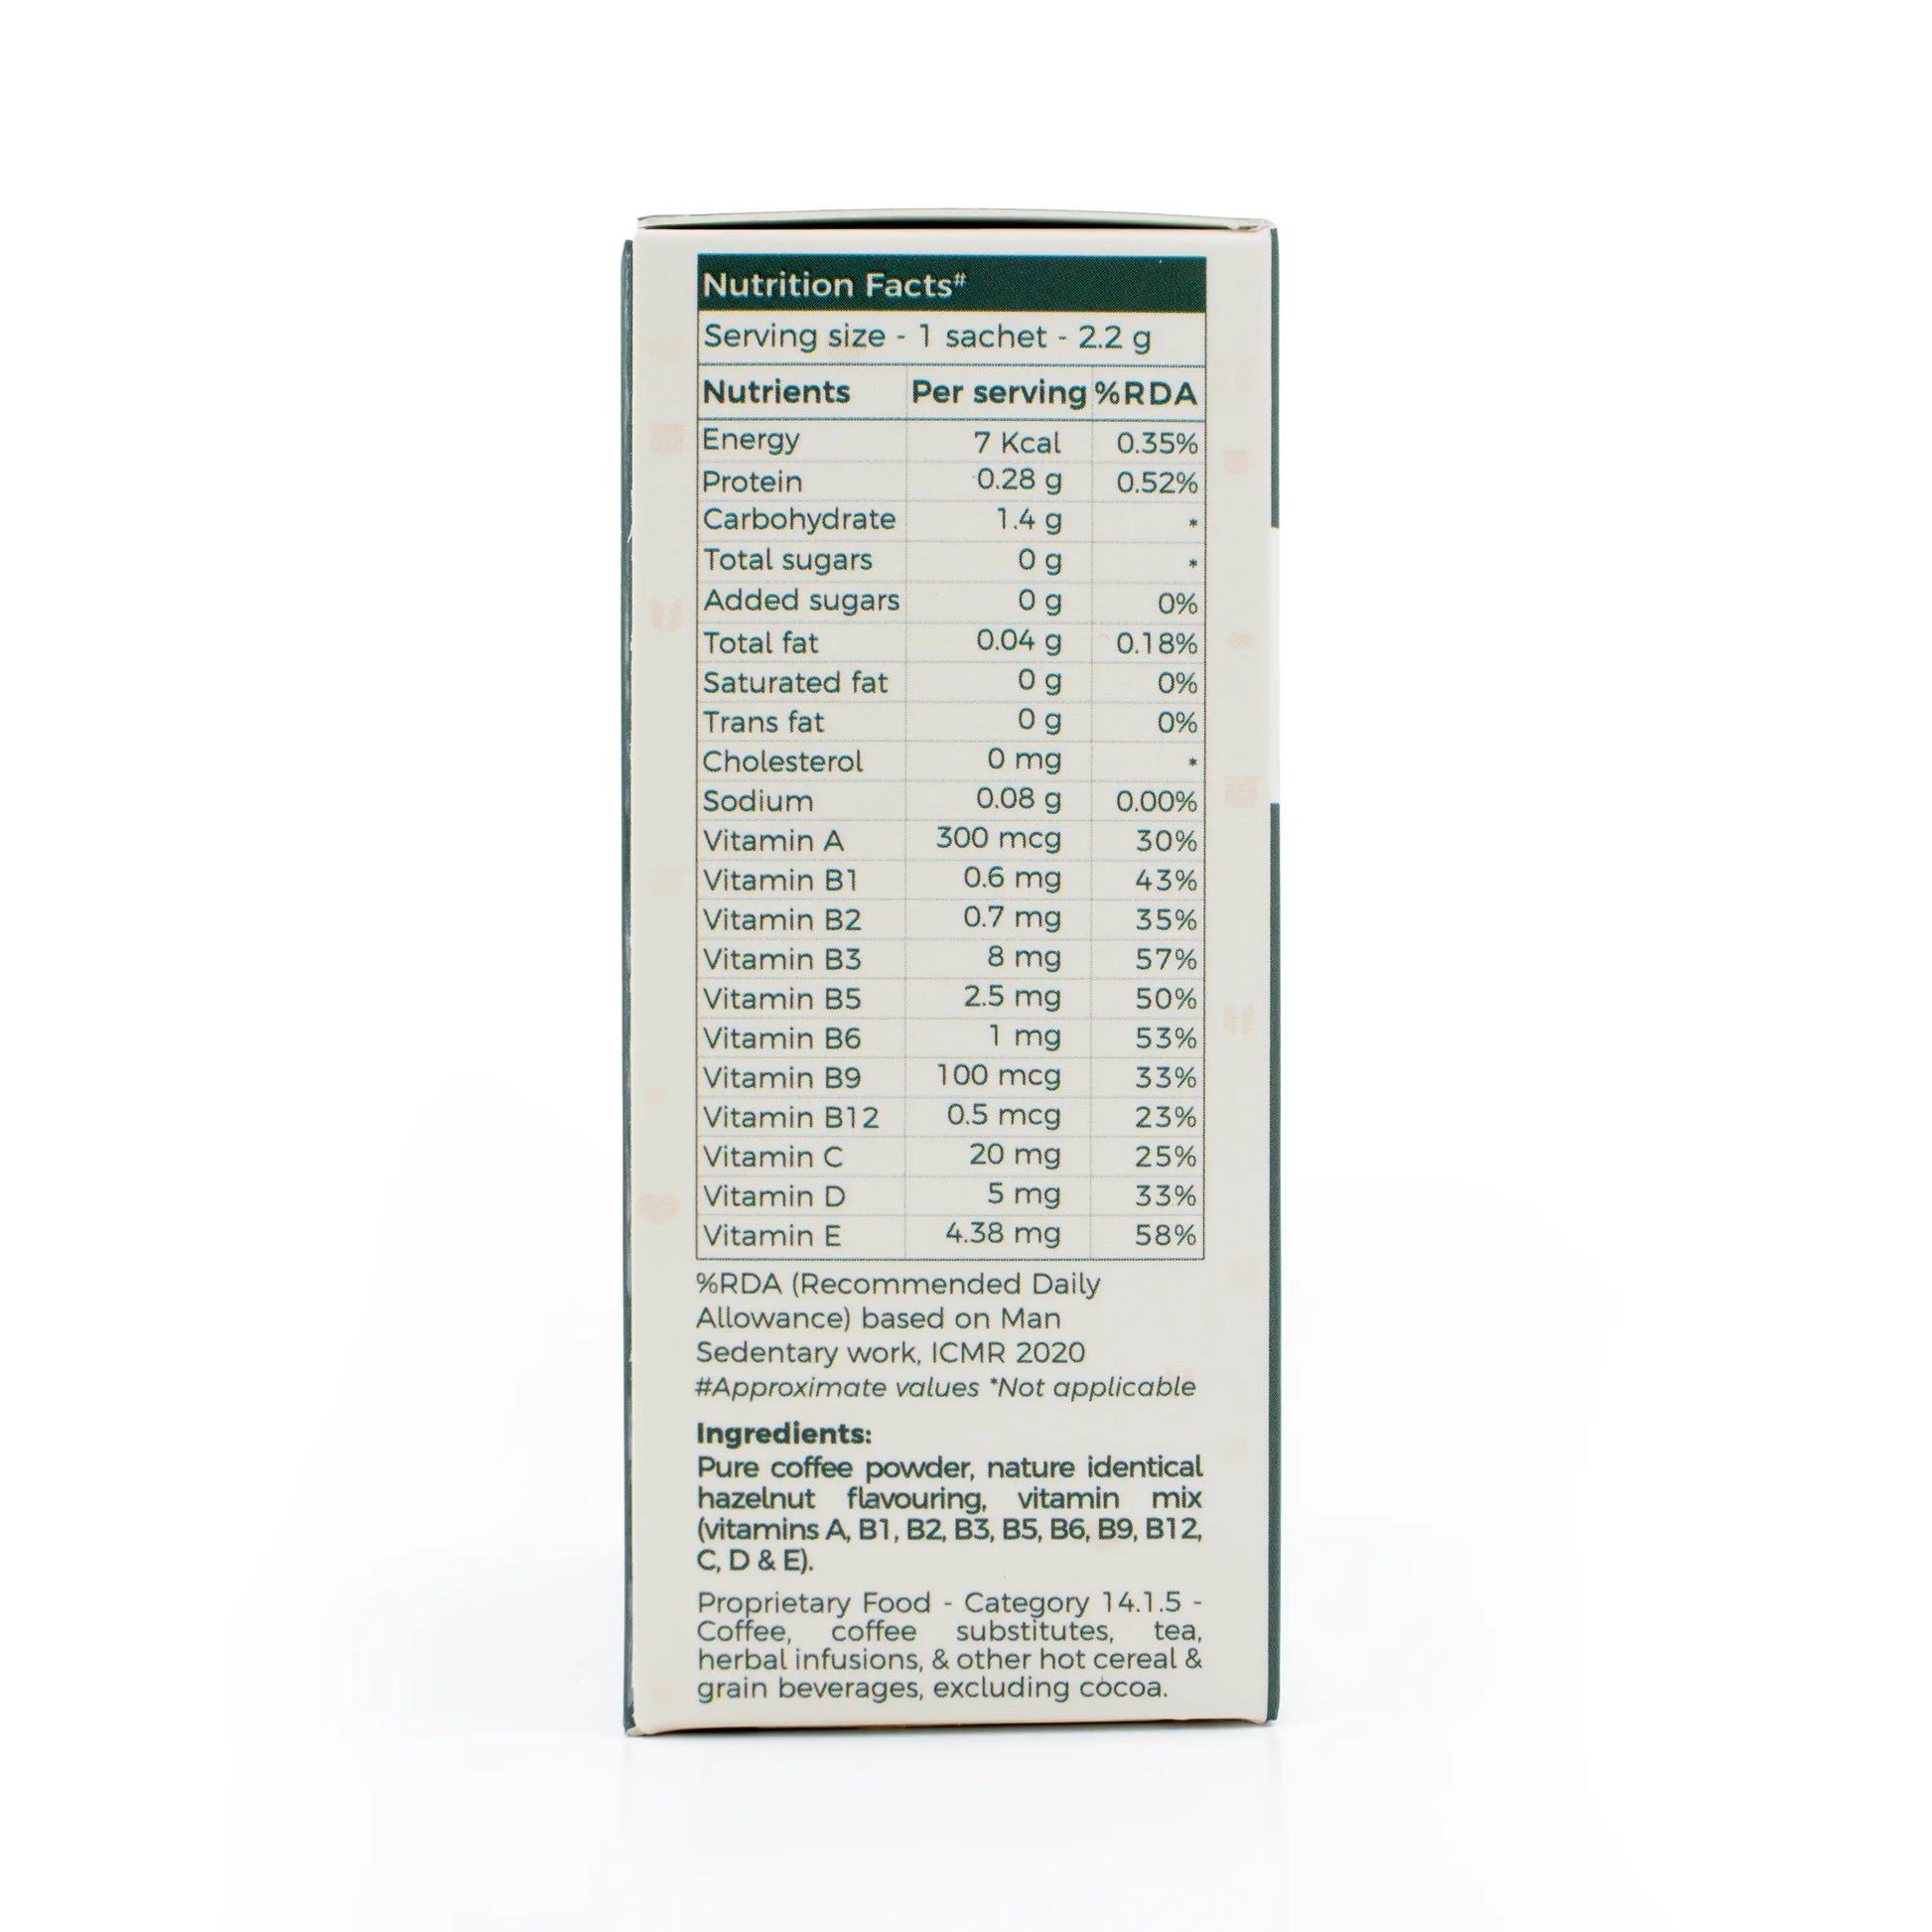 Nutrition Facts#
Serving size - 1 sachet - 2.2 g
Nutrients Per serving %RDA
Energy 7 Kcal 0.35%
Protein 0.28 g 0.52%
Carbohydrate 1.4 g *
Total sugars 0 g *
Added sugars 0 g 0%
Total fat 0.04 g 0.18%
Saturated fat 0 g 0%
Trans fat 0 g 0%
Cholesterol 0 mg *
Sodium 0.08 g 0.00%
Vitamin A 300 mcg 30%
Vitamin B1 0.6 mg 43%
Vitamin B2 0.7 mg 35%
Vitamin B3 8 mg 57%
Vitamin B5 2.5 mg 50%
Vitamin B6 1 mg 53%
Vitamin B9 100 mcg 33%
Vitamin B12 0.5 mcg 23%
Vitamin C 20 mg 25%
Vitamin D 5 mg 33%
Vitamin E 4.38 mg 58%
%RDA (Recommended Daily
Allowance) based on Man
Sedentary work, ICMR 2020
#Approximate values *Not applicable
Ingredients:
Pure coffee powder, nature identical
hazelnut flavouring, vitamin mix
(vitamins A, B1, B2, B3, B5, B6, B9, B12,
C, D & E).
Proprietary Food - Category 14.1.5 -
Coffee, coffee substitutes, tea,
herbal infusions, & other hot cereal &
grain beverages, excluding cocoa.